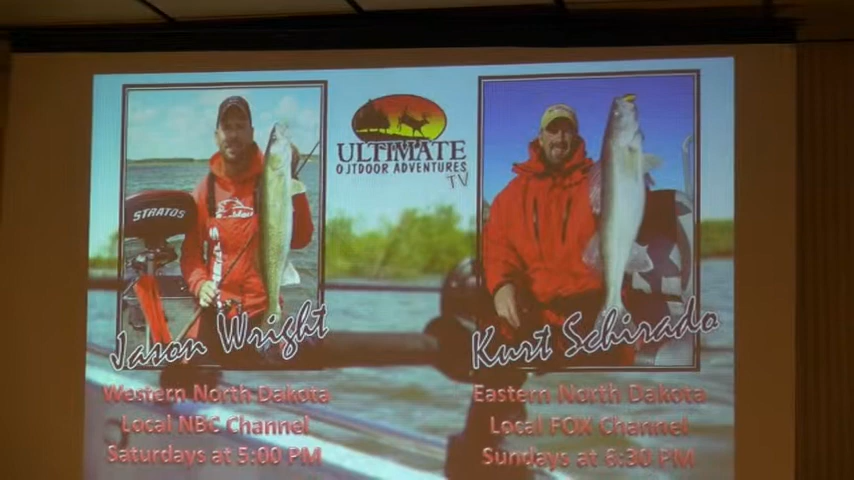 STRATOS
ULTIMATE
OUTDOOR ADVENTURES
TV
Jason Wright
Kurt Schirado
Western North Dakota
Local NBC Channel
Saturdays at 5:00 PM
Eastern North Dakota
Local FOX Channel
Sundays at 6:30 PM